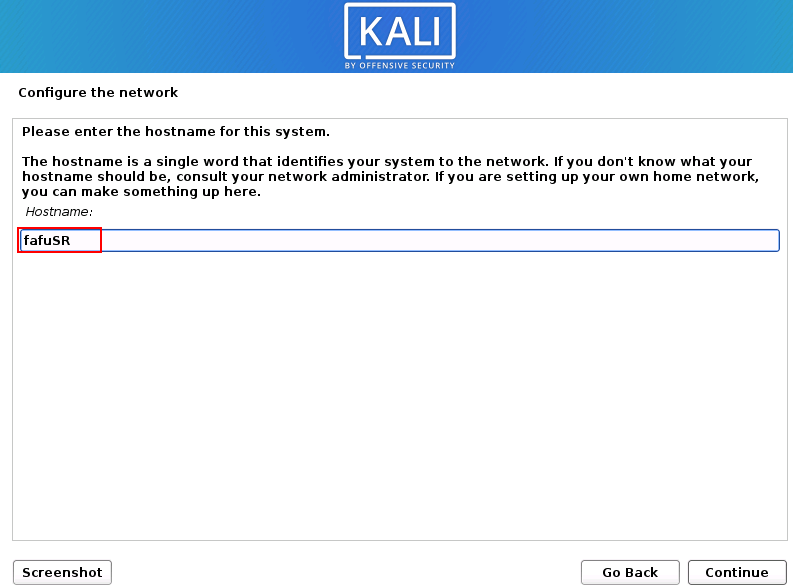 KALI
BY OFFENSIVE SECURITY
Configure the network
Please enter the hostname for this system.
The hostname is a single word that identifies your system to the network. If you don't know what your
hostname should be, consult your network administrator. If you are setting up your own home network,
you can make something up here.
Hostname:
fafuSR
Screenshot
Go Back
Continue